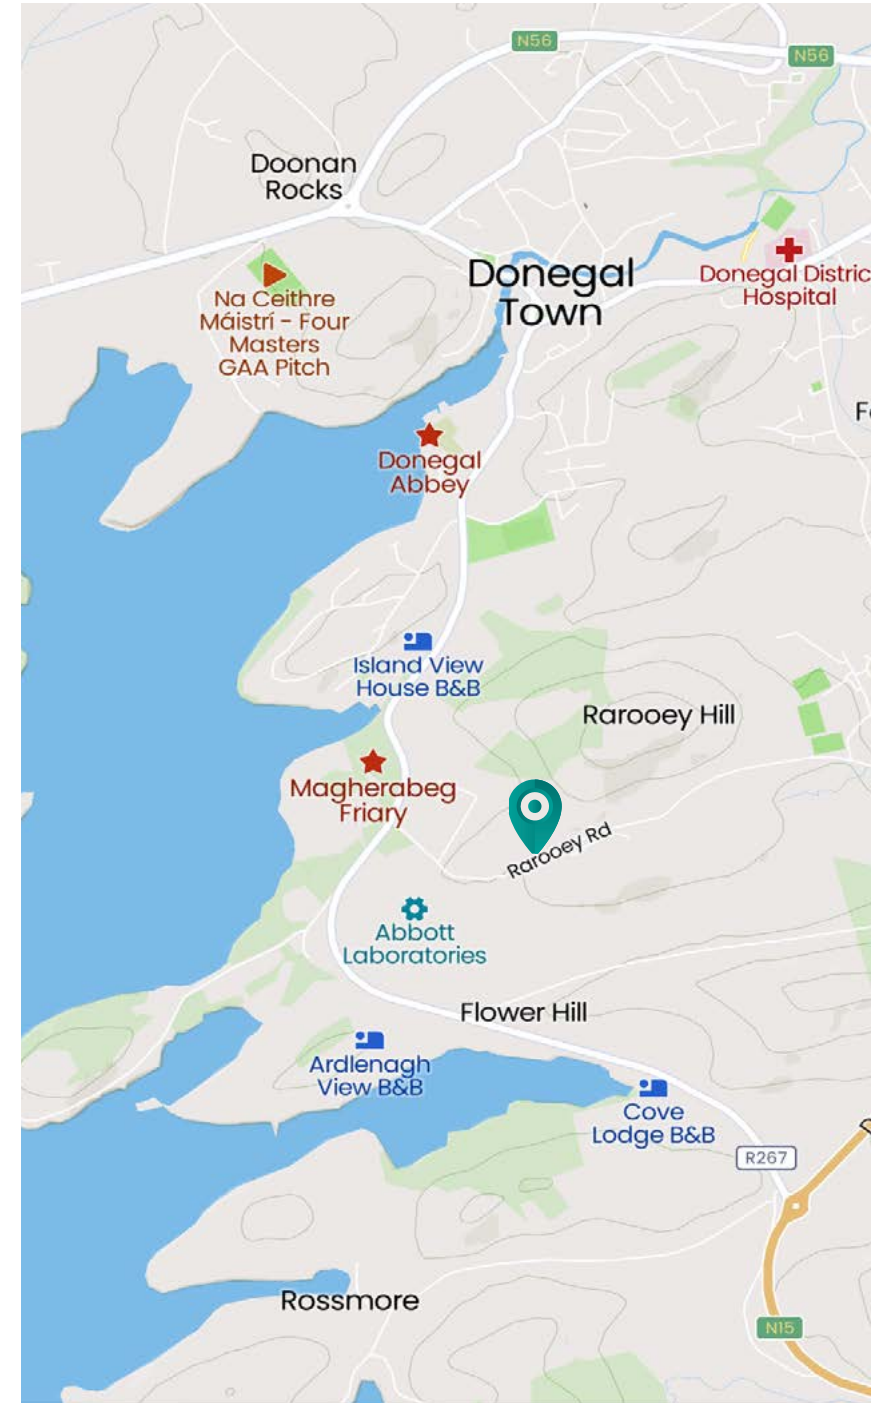 N56
N56
Doonan
Rocks
Donegal
Town
Donegal Distric
Hospital
Na Ceithre
Máistrí - Four
Masters
GAA Pitch
F
Donegal
Abbey
Island View
House B&B
Rarooey Hill
Magherabeg
Friary
Rarooey Rd
Abbott
Laboratories
Flower Hill
Ardlenagh
View B&B
Cove
Lodge B&B
R267
Rossmore
N15